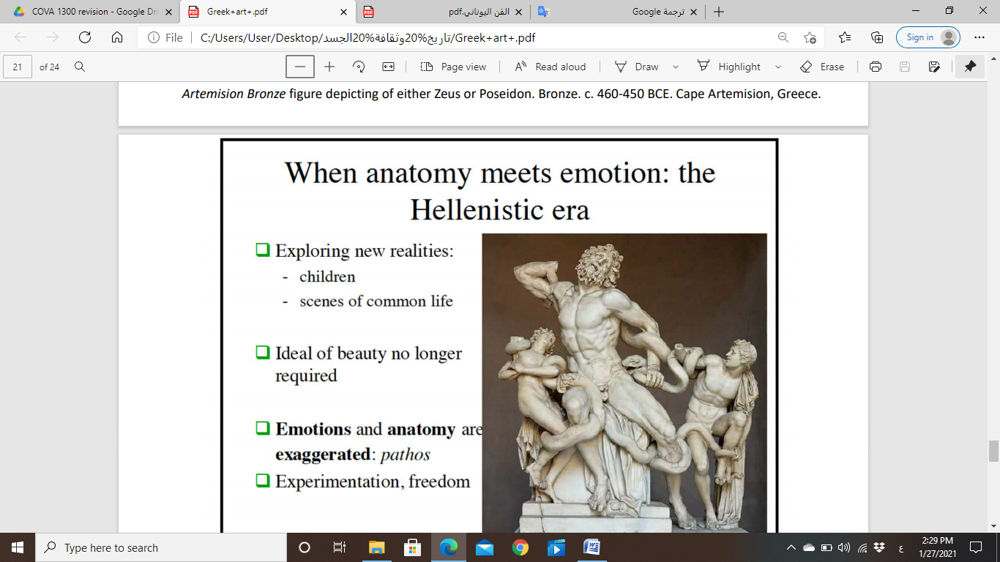 COVA 1300 revision - Google Dri
Greek+art+.pdf
الفن اليوناني.pdf
ترجمة Google
File
C:/Users/User/Desktop/تاريخ%20وثقافة%20الجسد/Greek+art+.pdf
Sign in
21
of 24
Page view
Read aloud
Draw
Highlight
Erase
Artemision Bronze figure depicting of either Zeus or Poseidon. Bronze. c. 460-450 BCE. Cape Artemision, Greece.
When anatomy meets emotion: the
Hellenistic era
Exploring new realities:
- children
- scenes of common life
Ideal of beauty no longer
required
Emotions and anatomy are
exaggerated: pathos
Experimentation, freedom
Type here to search
ع
2:29 PM
1/27/2021